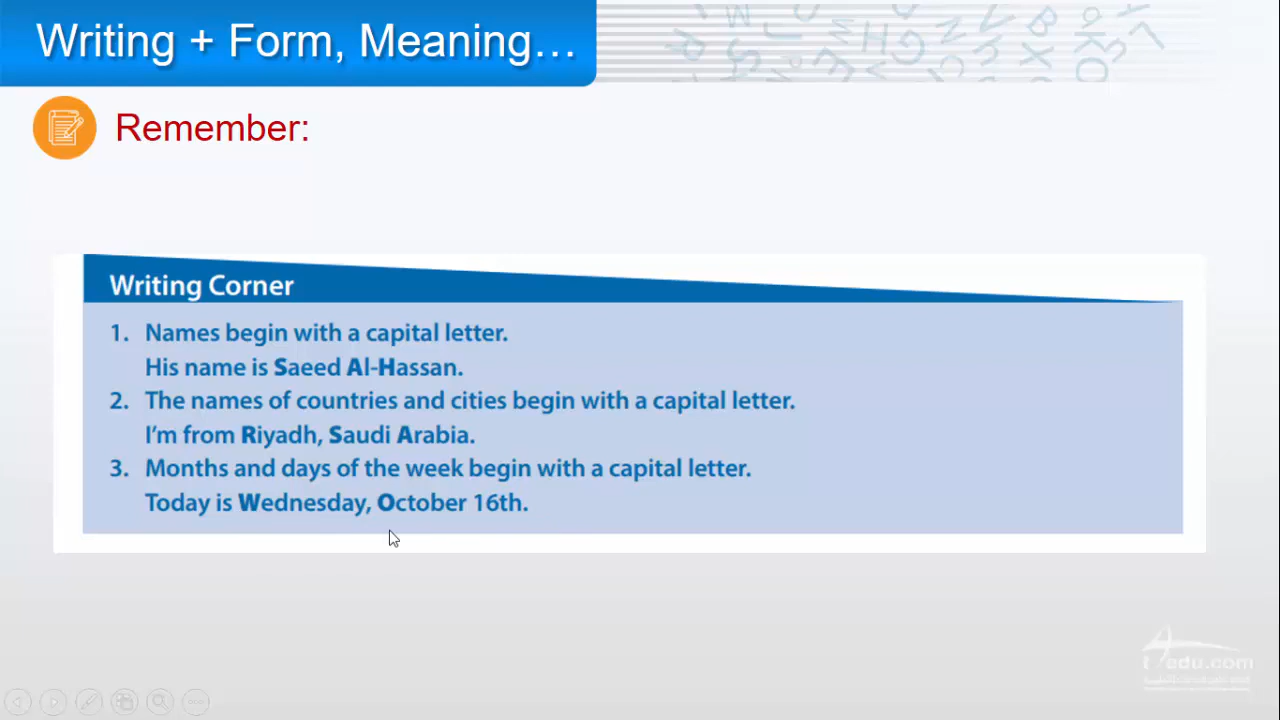 Writing + Form, Meaning…
Remember:
Writing Corner
1. Names begin with a capital letter.
His name is Saeed Al-Hassan.
2. The names of countries and cities begin with a capital letter.
I'm from Riyadh, Saudi Arabia.
3. Months and days of the week begin with a capital letter.
Today is Wednesday, October 16th.
t4edu.com